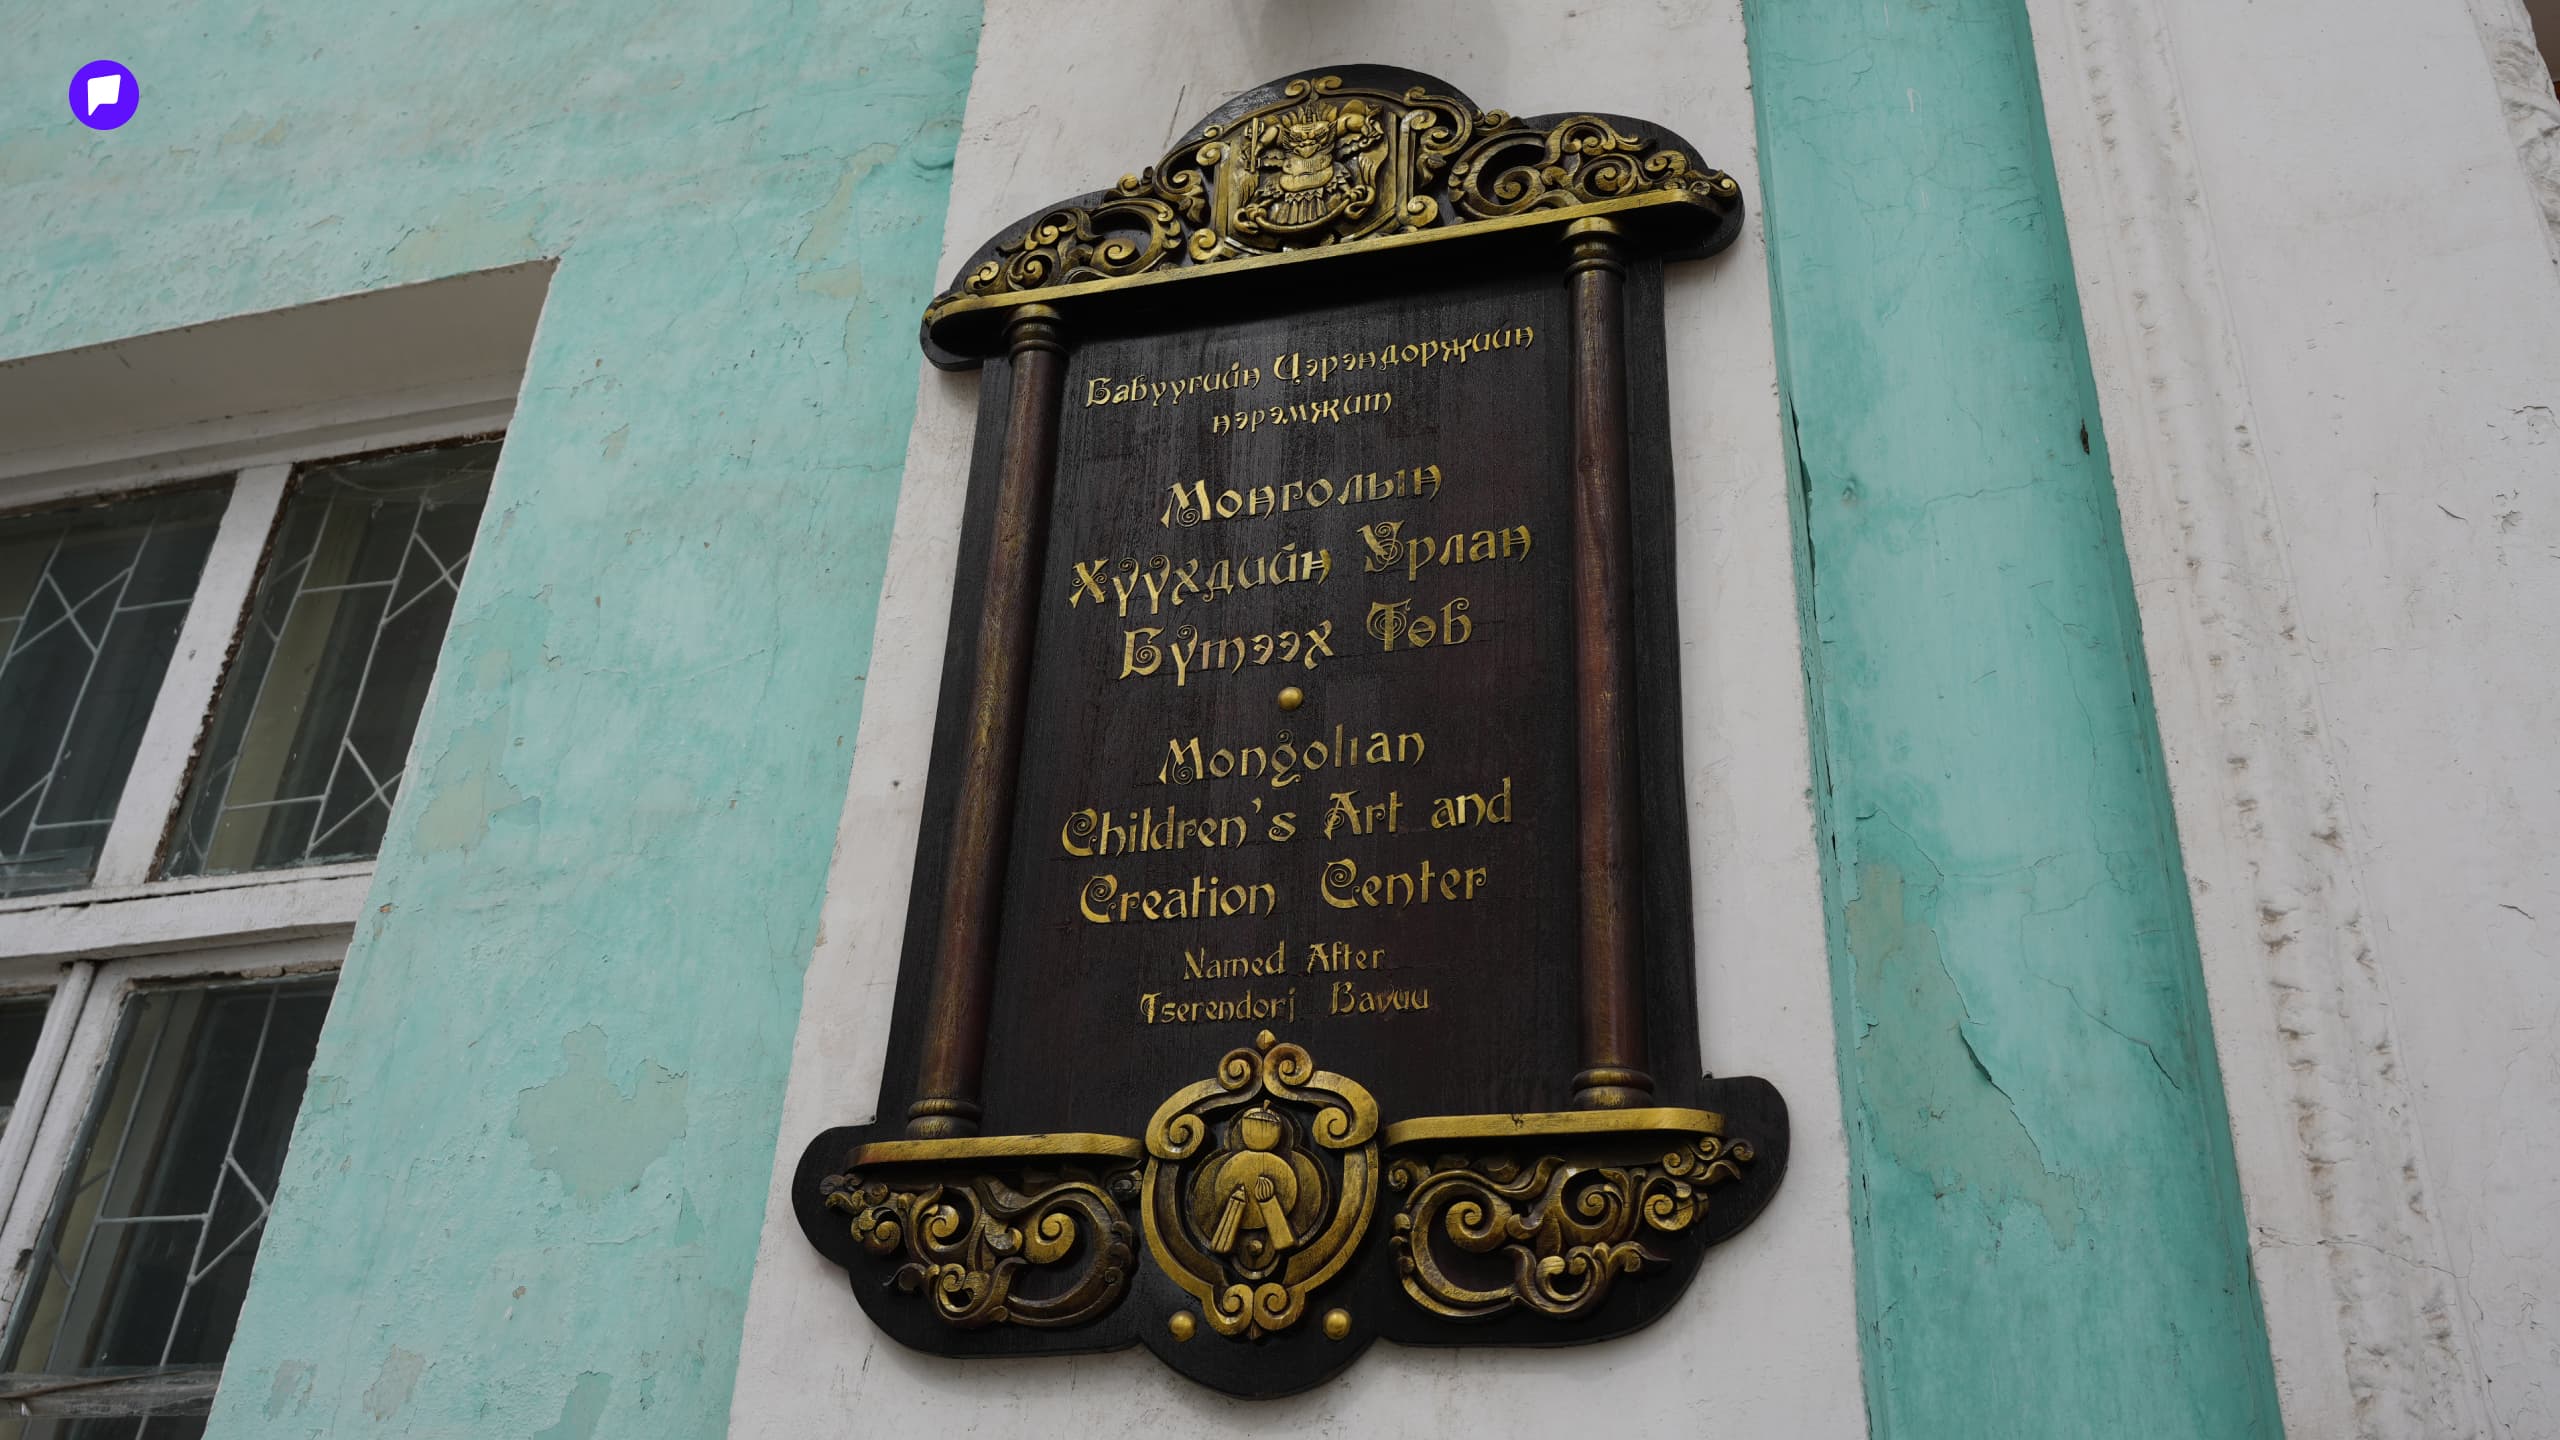 Бавуугийн Цэрэндоржийн
нэрэмжит
Монголын
Хүүхдийн Урлан
Бүтээх Төв
Mongolian
Children's Art and
Creation Center
Named After
Tserendorj Bavuu